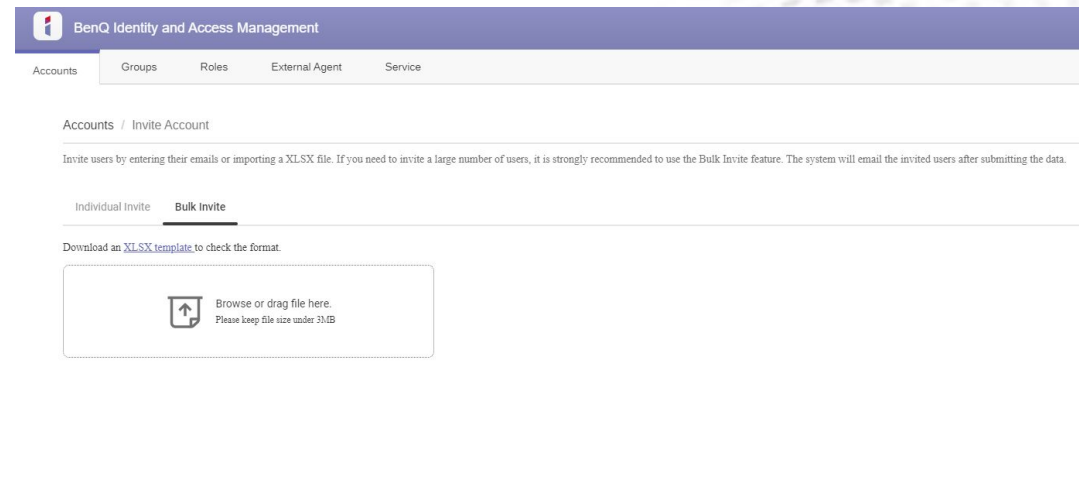 BenQ Identity and Access Management
Accounts Groups Roles External Agent Service
Accounts / Invite Account
Invite users by entering their emails or importing a XLSX file. If you need to invite a large number of users, it is strongly recommended to use the Bulk Invite feature. The system will email the invited users after submitting the data.
Individual Invite Bulk Invite
Download an XLSX template to check the format.
Browse or drag file here.
Please keep file size under 3MB